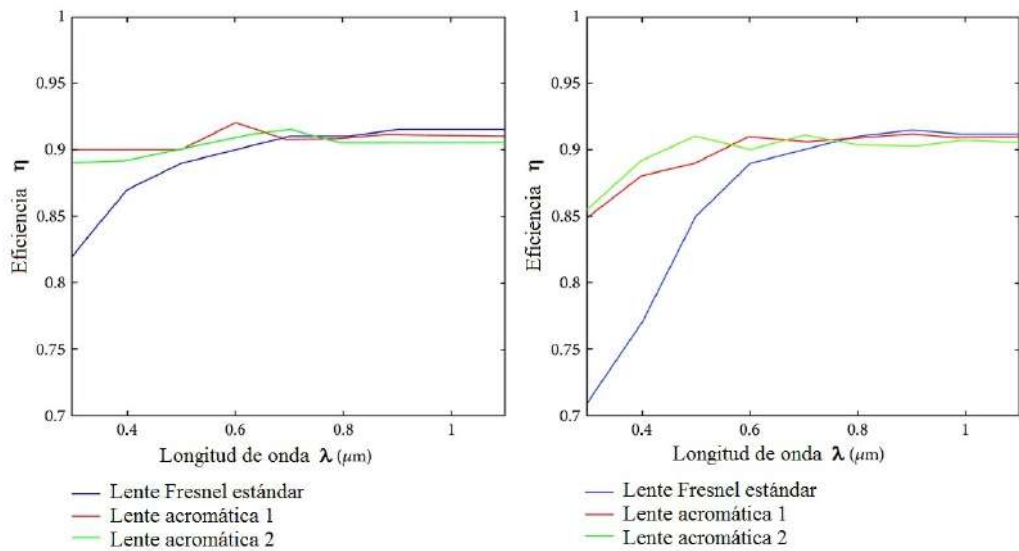 1
0.95
0.9
0.85
0.8
0.75
0.7
Eficiencia η
0.4
0.6
0.8
1
Longitud de onda λ (μm)
Lente Fresnel estándar
Lente acromática 1
Lente acromática 2
1
0.95
0.9
0.85
0.8
0.75
0.7
Eficiencia η
0.4
0.6
0.8
1
Longitud de onda λ (μm)
Lente Fresnel estándar
Lente acromática 1
Lente acromática 2